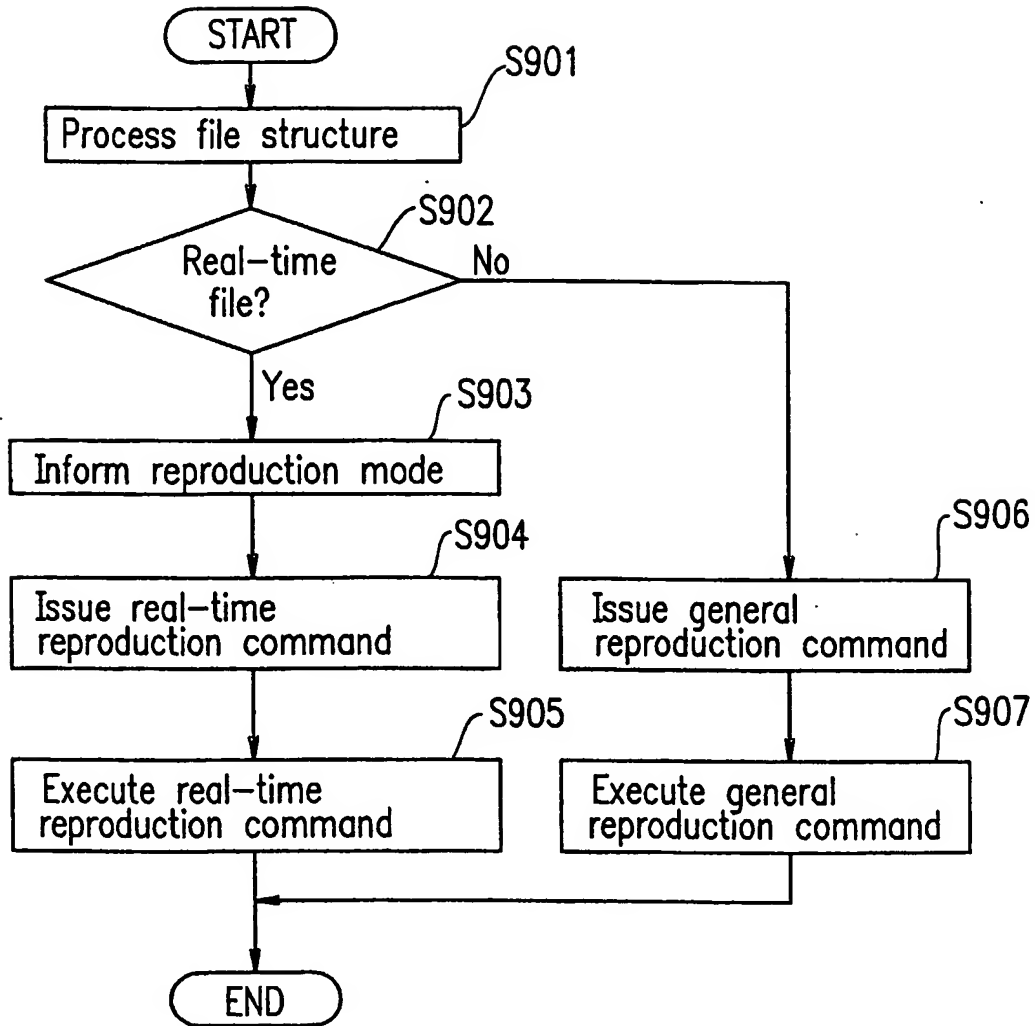 START
S901
Process file structure
S902
Real-time
file?
No
Yes
S903
Inform reproduction mode
S904
Issue real-time
reproduction command
S905
Execute real-time
reproduction command
S906
Issue general
reproduction command
S907
Execute general
reproduction command
END